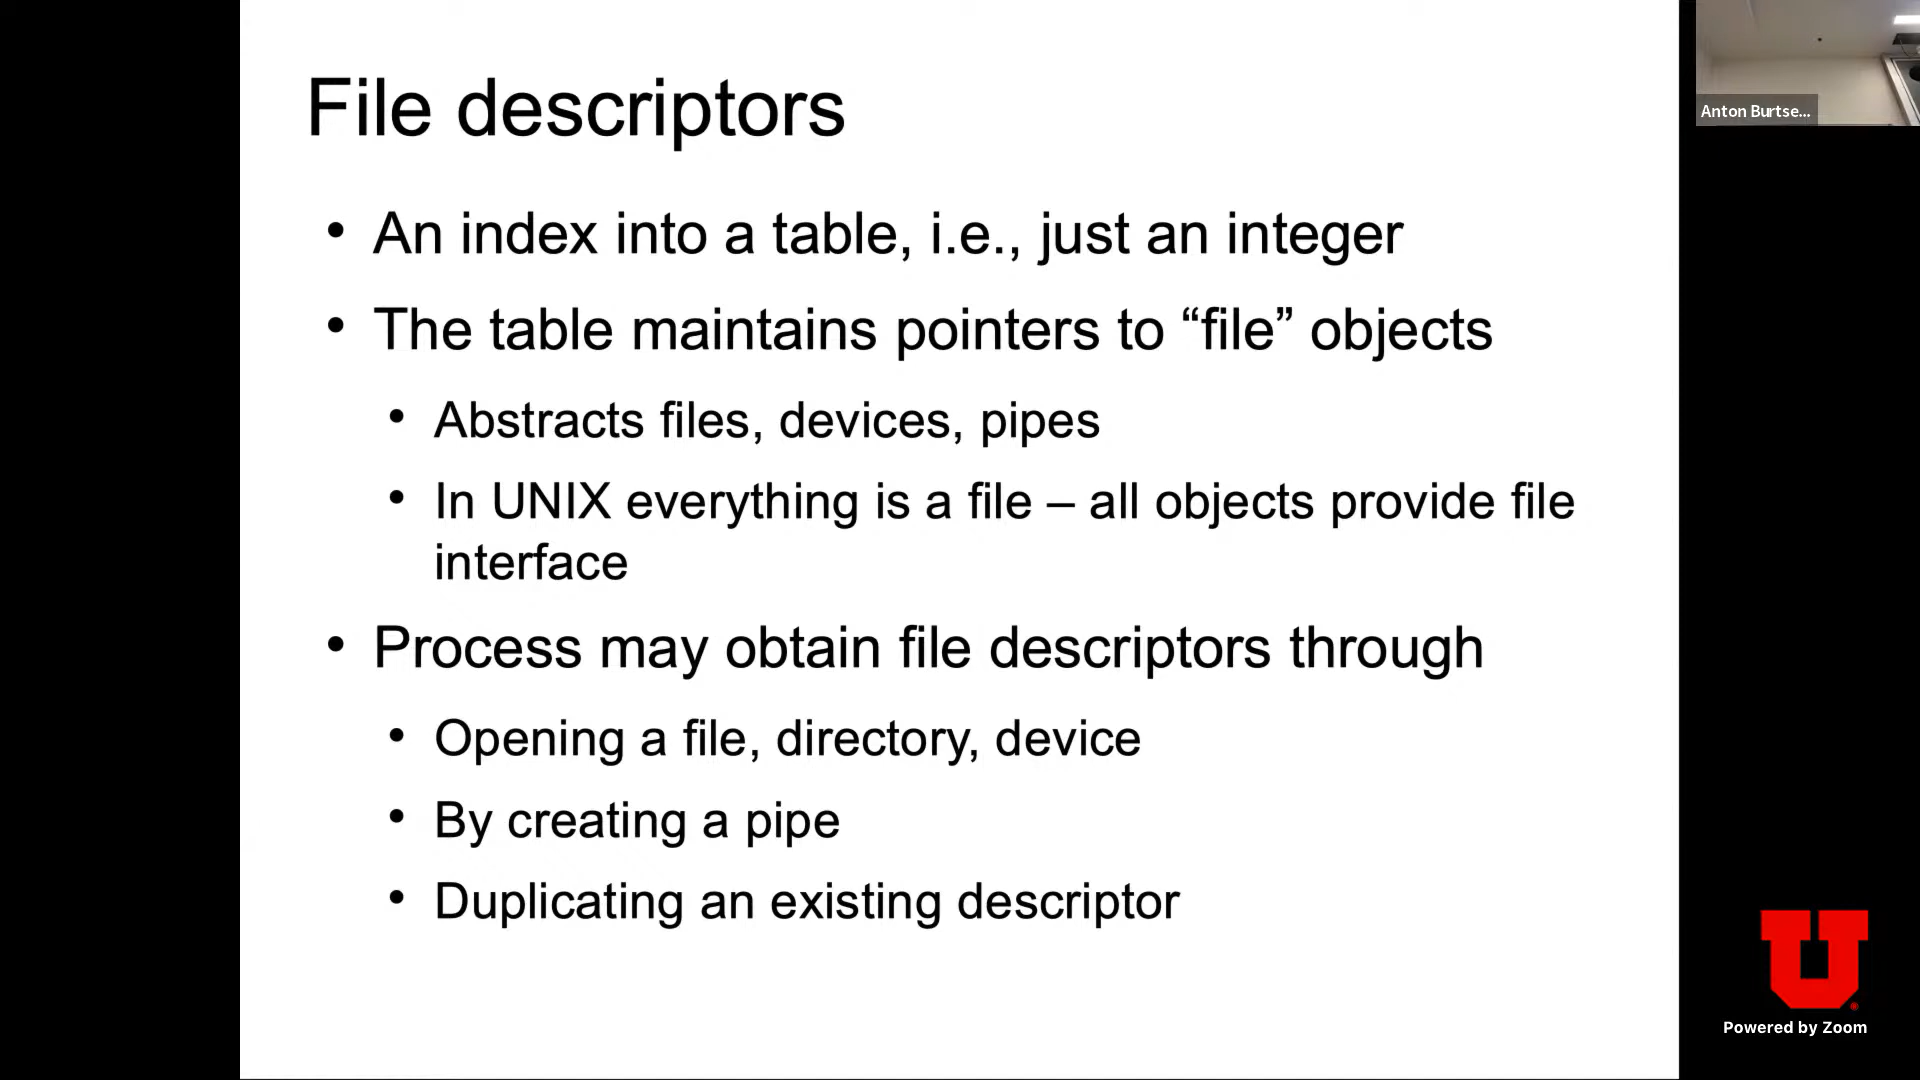 File descriptors
• An index into a table, i.e., just an integer
• The table maintains pointers to “file” objects
• Abstracts files, devices, pipes
• In UNIX everything is a file – all objects provide file
interface
• Process may obtain file descriptors through
• Opening a file, directory, device
• By creating a pipe
• Duplicating an existing descriptor
Anton Burtse...
U
Powered by Zoom